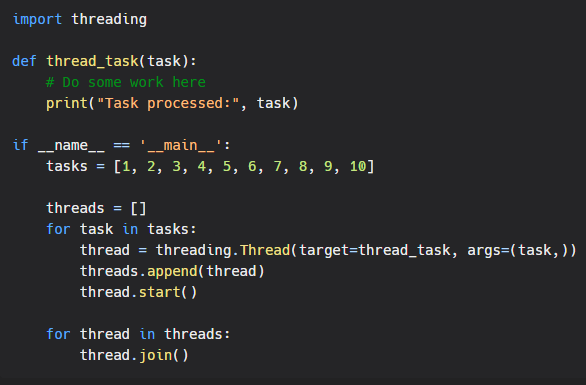 import threading

def thread_task(task):
    # Do some work here
    print("Task processed:", task)

if __name__ == '__main__':
    tasks = [1, 2, 3, 4, 5, 6, 7, 8, 9, 10]

    threads = []
    for task in tasks:
        thread = threading.Thread(target=thread_task, args=(task,))
        threads.append(thread)
        thread.start()

    for thread in threads:
        thread.join()